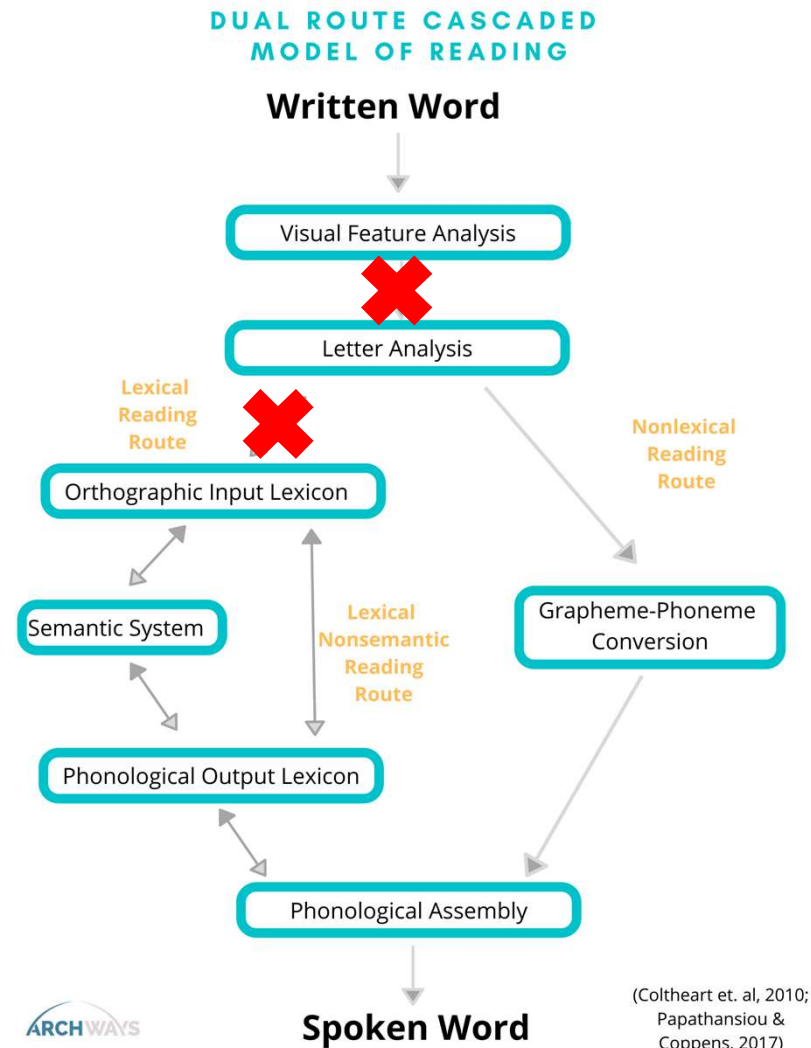 DUAL ROUTE CASCADED
MODEL OF READING
Written Word
Visual Feature Analysis
Letter Analysis
Lexical
Reading
Route
Nonlexical
Reading
Route
Orthographic Input Lexicon
Semantic System
Lexical
Nonsemantic
Reading
Route
Grapheme-Phoneme
Conversion
Phonological Output Lexicon
Phonological Assembly
Spoken Word
ARCHWAYS
(Coltheart et. al, 2010;
Papathansiou &
Coppens, 2017)